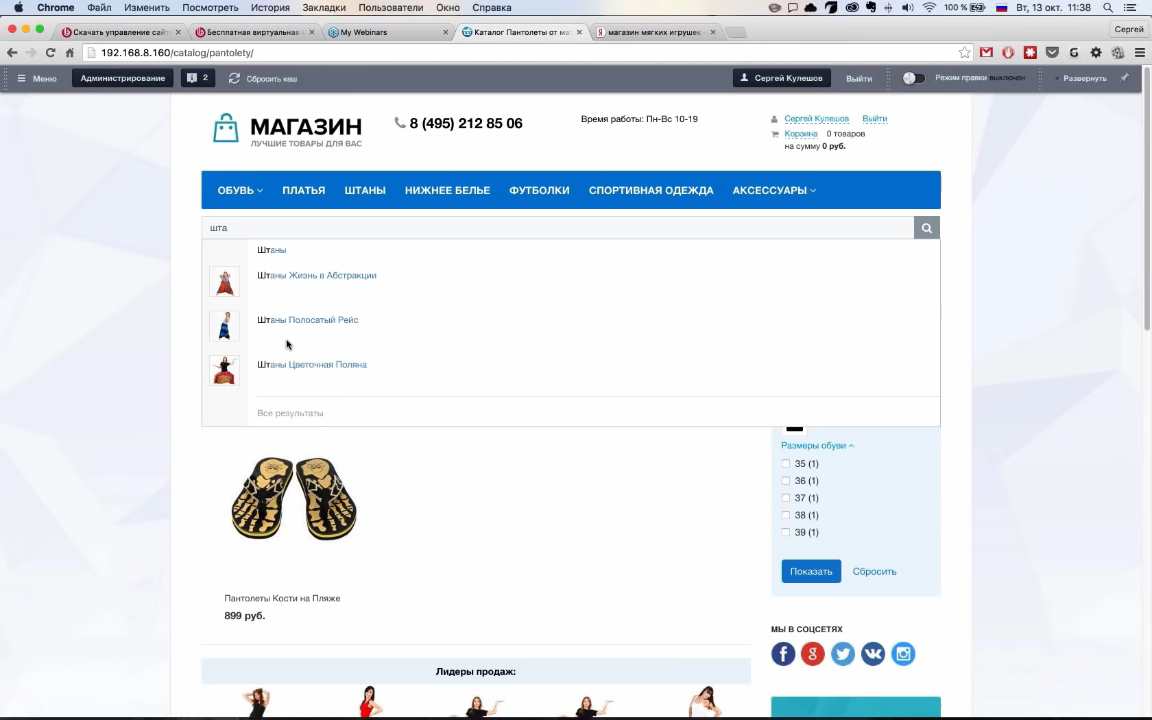 Chrome Файл Изменить Посмотреть История Закладки Пользователи Окно Справка 100 % Вт, 13 окт. 11:38
Скачать управление сайт Бесплатная виртуальная My Webinars Каталог Пантолеты от ма магазин мягких игрушек Сергей
192.168.8.160/catalog/pantolety/
Меню Администрирование 2 Сбросить кеш Сергей Кулешов Выйти Режим правки выключен Развернуть
МАГАЗИН
ЛУЧШИЕ ТОВАРЫ ДЛЯ ВАС
8 (495) 212 85 06
Время работы: Пн-Вс 10-19
Сергей Кулешов Выйти
Корзина 0 товаров
на сумму 0 руб.
ОБУВЬ ПЛАТЬЯ ШТАНЫ НИЖНЕЕ БЕЛЬЕ ФУТБОЛКИ СПОРТИВНАЯ ОДЕЖДА АКСЕССУАРЫ
шта
Штаны
Штаны Жизнь в Абстракции
Штаны Полосатый Рейс
Штаны Цветочная Поляна
Все результаты
Размеры обуви
35 (1)
36 (1)
37 (1)
38 (1)
39 (1)
Показать Сбросить
Пантолеты Кости на Пляже
899 руб.
МЫ В СОЦСЕТЯХ
Лидеры продаж: